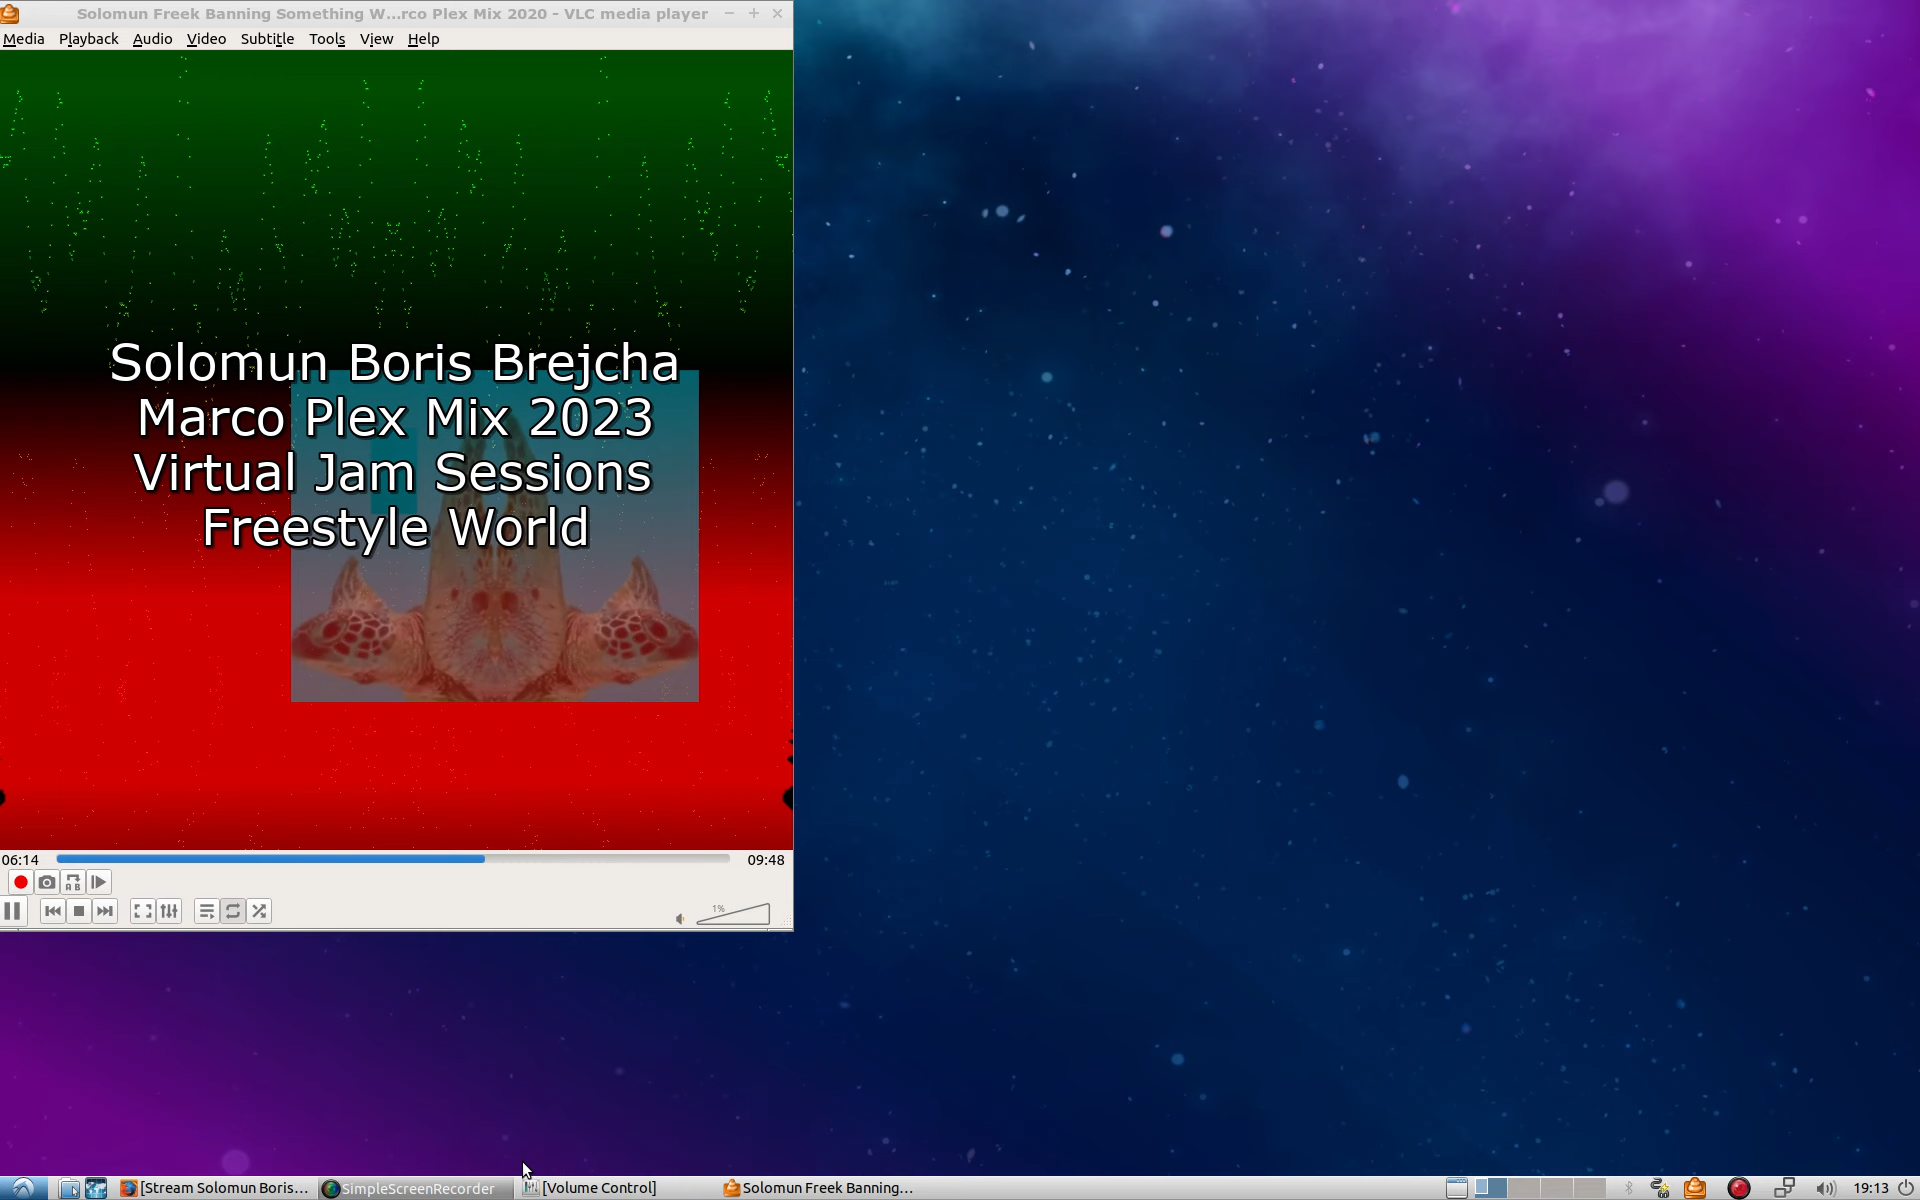 Solomun Freek Banning Something W...rco Plex Mix 2020 - VLC media player
Media Playback Audio Video Subtitle Tools View Help
Solomun Boris Brejcha
Marco Plex Mix 2023
Virtual Jam Sessions
Freestyle World
06:14 09:48
A B
1%
[Stream Solomun Boris... SimpleScreenRecorder [Volume Control] Solomun Freek Banning... 19:13